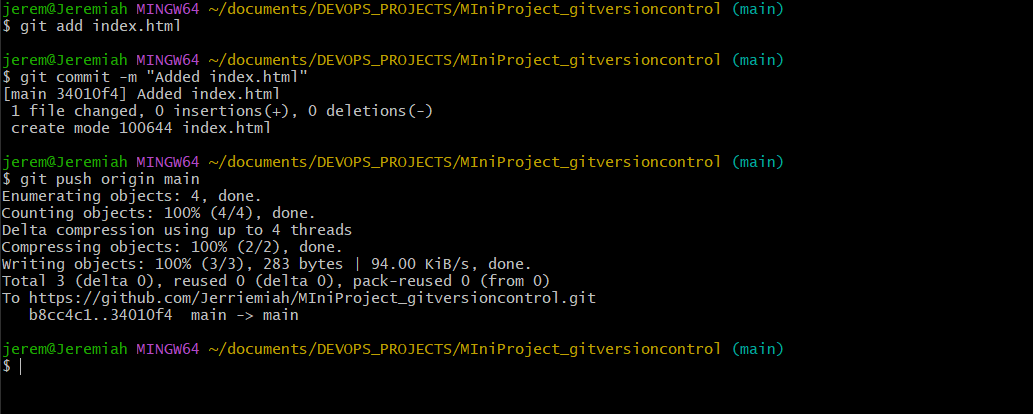 jerem@Jeremiah MINGW64 ~/documents/DEVOPS_PROJECTS/MIniProject_gitversioncontrol (main)
$ git add index.html
jerem@Jeremiah MINGW64 ~/documents/DEVOPS_PROJECTS/MIniProject_gitversioncontrol (main)
$ git commit -m "Added index.html"
[main 34010f4] Added index.html
 1 file changed, 0 insertions(+), 0 deletions(-)
 create mode 100644 index.html
jerem@Jeremiah MINGW64 ~/documents/DEVOPS_PROJECTS/MIniProject_gitversioncontrol (main)
$ git push origin main
Enumerating objects: 4, done.
Counting objects: 100% (4/4), done.
Delta compression using up to 4 threads
Compressing objects: 100% (2/2), done.
Writing objects: 100% (3/3), 283 bytes | 94.00 KiB/s, done.
Total 3 (delta 0), reused 0 (delta 0), pack-reused 0 (from 0)
To https://github.com/Jerriemiah/MIniProject_gitversioncontrol.git
   b8cc4c1..34010f4  main -> main
jerem@Jeremiah MINGW64 ~/documents/DEVOPS_PROJECTS/MIniProject_gitversioncontrol (main)
$